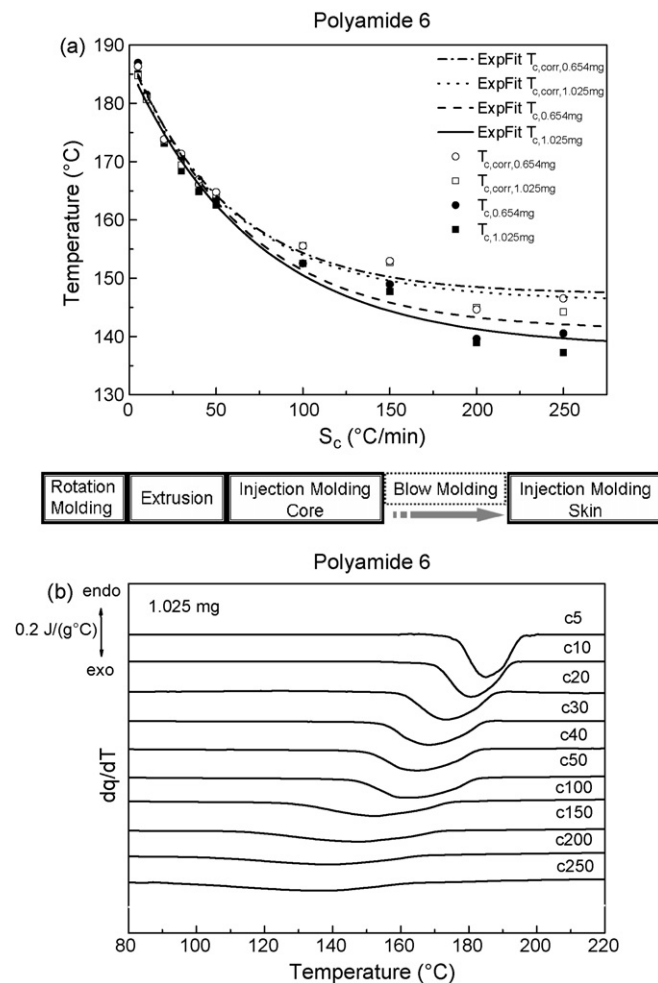 Polyamide 6
(a)
190
180
170
160
150
140
130
Temperature (°C)
0 50 100 150 200 250
S_c (°C/min)
ExpFit T_c,corr,0.654mg
ExpFit T_c,corr,1.025mg
ExpFit T_c,0.654mg
ExpFit T_c,1.025mg
T_c,corr,0.654mg
T_c,corr,1.025mg
T_c,0.654mg
T_c,1.025mg
Rotation Molding
Extrusion
Injection Molding Core
Blow Molding
Injection Molding Skin
Polyamide 6
(b)
endo
0.2 J/(g°C)
exo
1.025 mg
c5
c10
c20
c30
c40
c50
c100
c150
c200
c250
dq/dT
80 100 120 140 160 180 200 220
Temperature (°C)